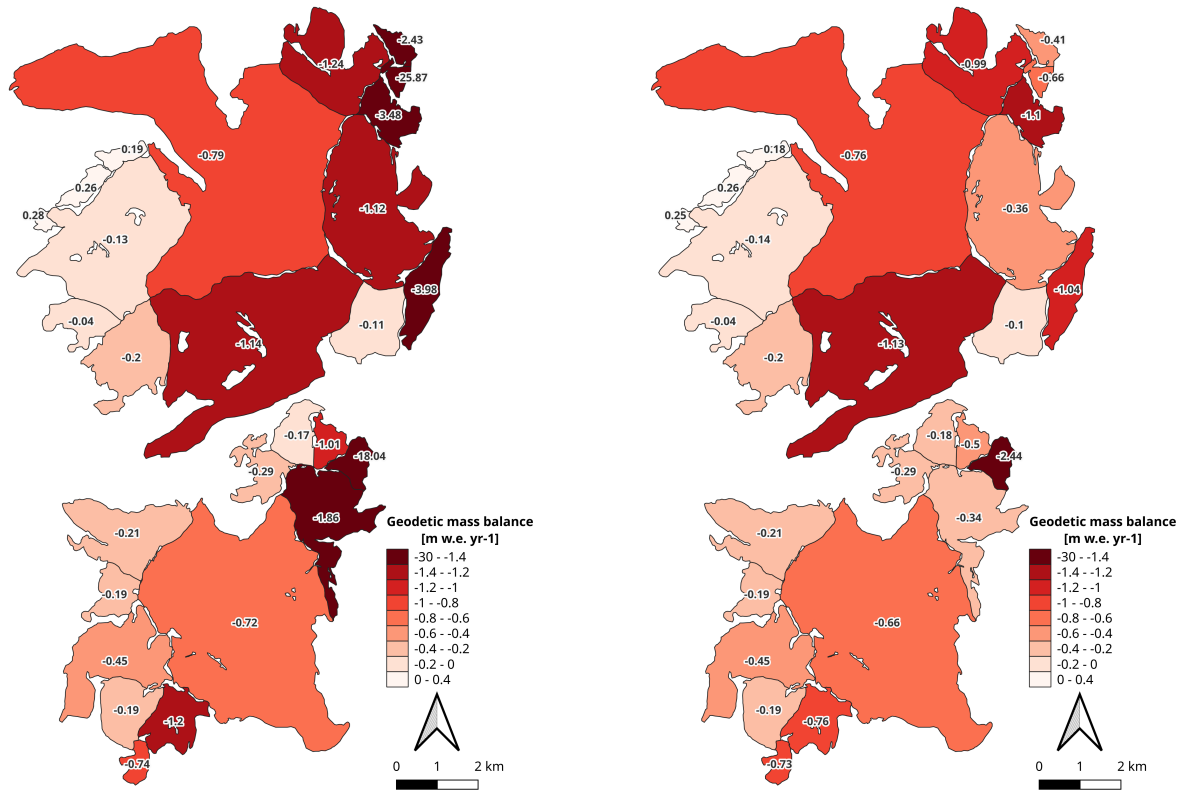 -2.43
-1.24
-25.87
-3.48
0.19
-0.79
0.26
-1.12
0.28
-0.13
-3.98
-0.04
-0.11
-1.14
-0.2
-0.17
-1.01
-18.04
-0.29
-1.86
-0.21
-0.19
-0.72
-0.45
-0.19
-1.2
-0.74
Geodetic mass balance
[m w.e. yr-1]
-30 - -1.4
-1.4 - -1.2
-1.2 - -1
-1 - -0.8
-0.8 - -0.6
-0.6 - -0.4
-0.4 - -0.2
-0.2 - 0
0 - 0.4
0 1 2 km
-0.41
-0.99
-0.66
-1.1
0.18
-0.76
0.26
-0.36
0.25
-0.14
-1.04
-0.04
-0.1
-1.13
-0.2
-0.18
-0.5
-2.44
-0.29
-0.34
-0.21
-0.19
-0.66
-0.45
-0.19
-0.76
-0.73
Geodetic mass balance
[m w.e. yr-1]
-30 - -1.4
-1.4 - -1.2
-1.2 - -1
-1 - -0.8
-0.8 - -0.6
-0.6 - -0.4
-0.4 - -0.2
-0.2 - 0
0 - 0.4
0 1 2 km